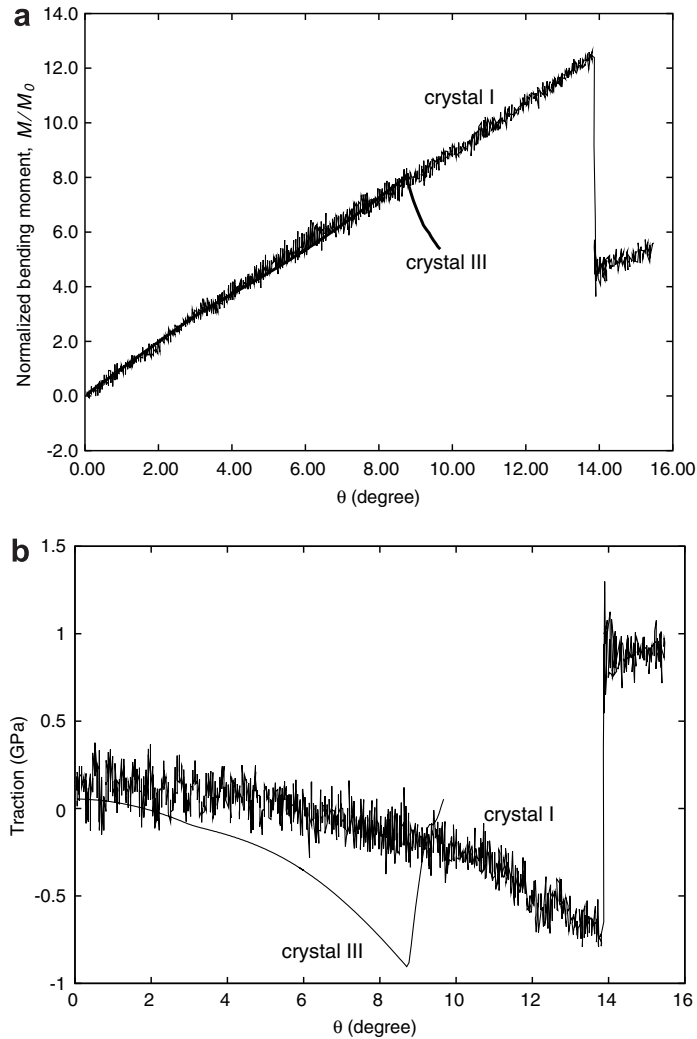 a
14.0
12.0
10.0
8.0
6.0
4.0
2.0
0.0
-2.0
Normalized bending moment, M/M0
crystal I
crystal III
0.00 2.00 4.00 6.00 8.00 10.00 12.00 14.00 16.00
θ (degree)
b
1.5
1
0.5
0
-0.5
-1
Traction (GPa)
crystal I
crystal III
0 2 4 6 8 10 12 14 16
θ (degree)